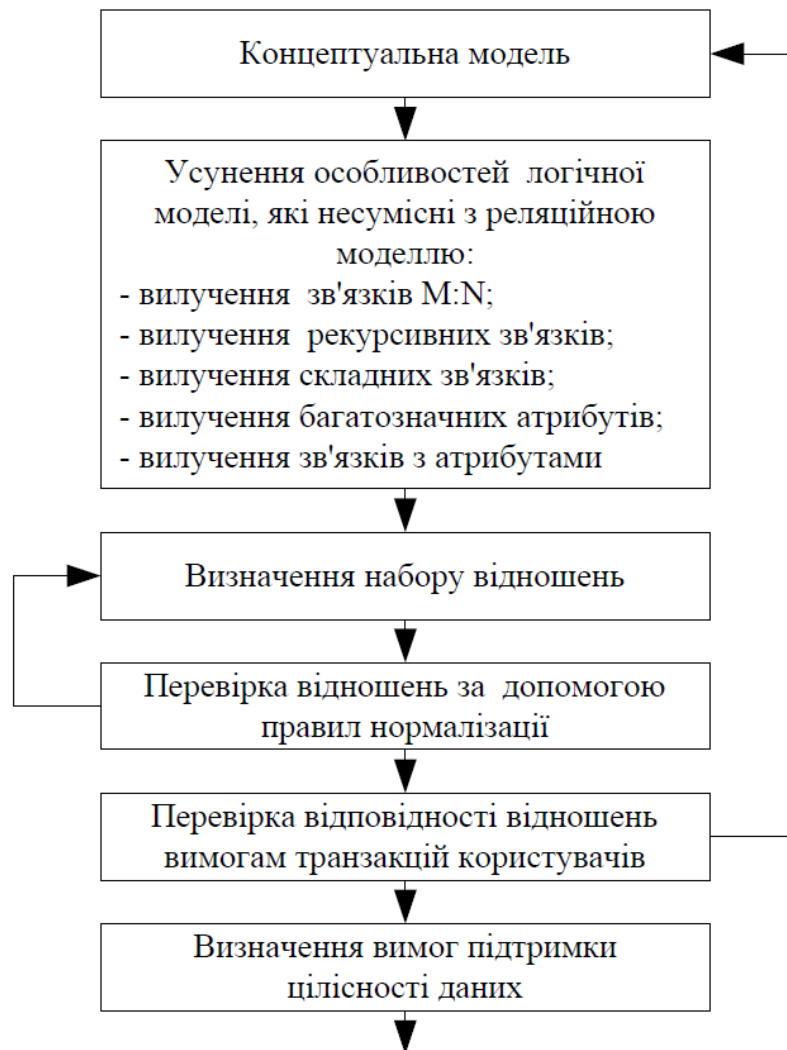 Концептуальна модель
Усунення особливостей логічної
моделі, які несумісні з реляційною
моделлю:
- вилучення зв'язків M:N;
- вилучення рекурсивних зв'язків;
- вилучення складних зв'язків;
- вилучення багатозначних атрибутів;
- вилучення зв'язків з атрибутами
Визначення набору відношень
Перевірка відношень за допомогою
правил нормалізації
Перевірка відповідності відношень
вимогам транзакцій користувачів
Визначення вимог підтримки
цілісності даних